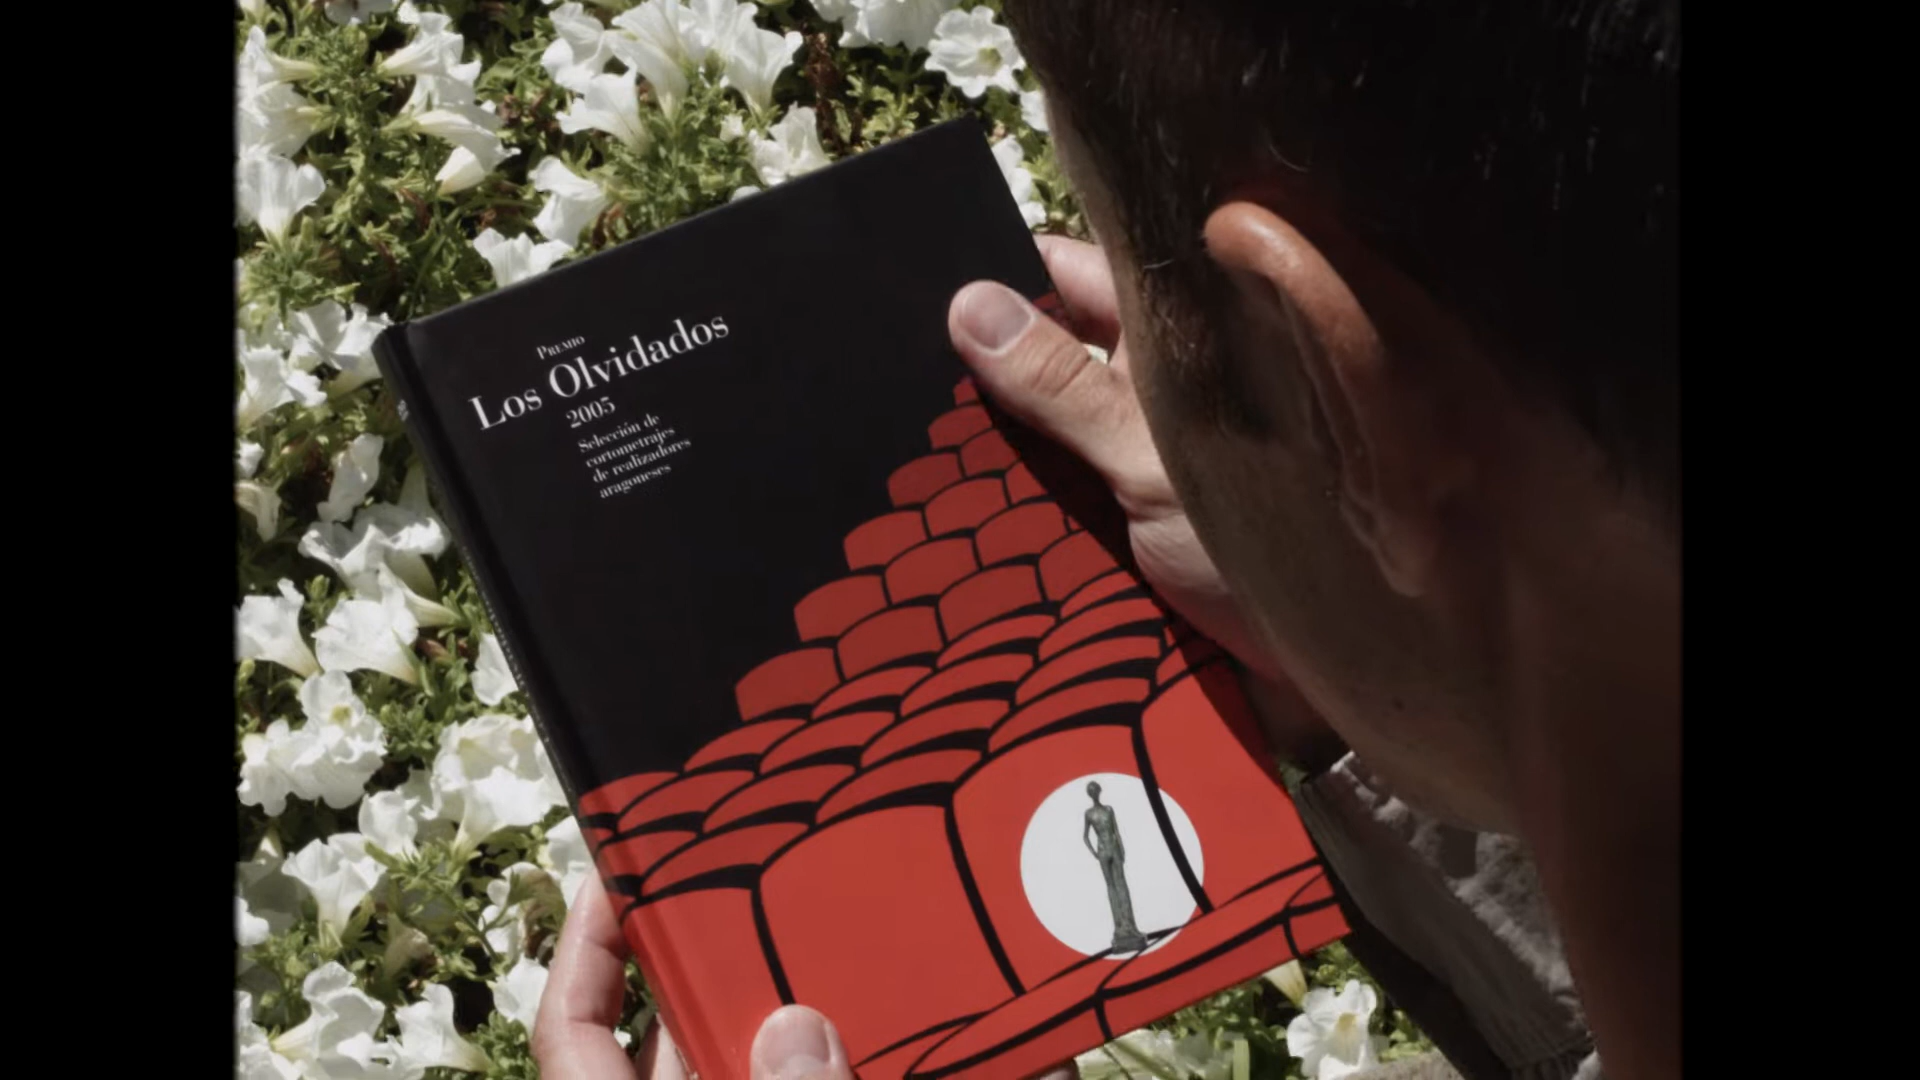 Premio
Los Olvidados
2005
Selección de
cortometrajes
de realizadores
aragoneses